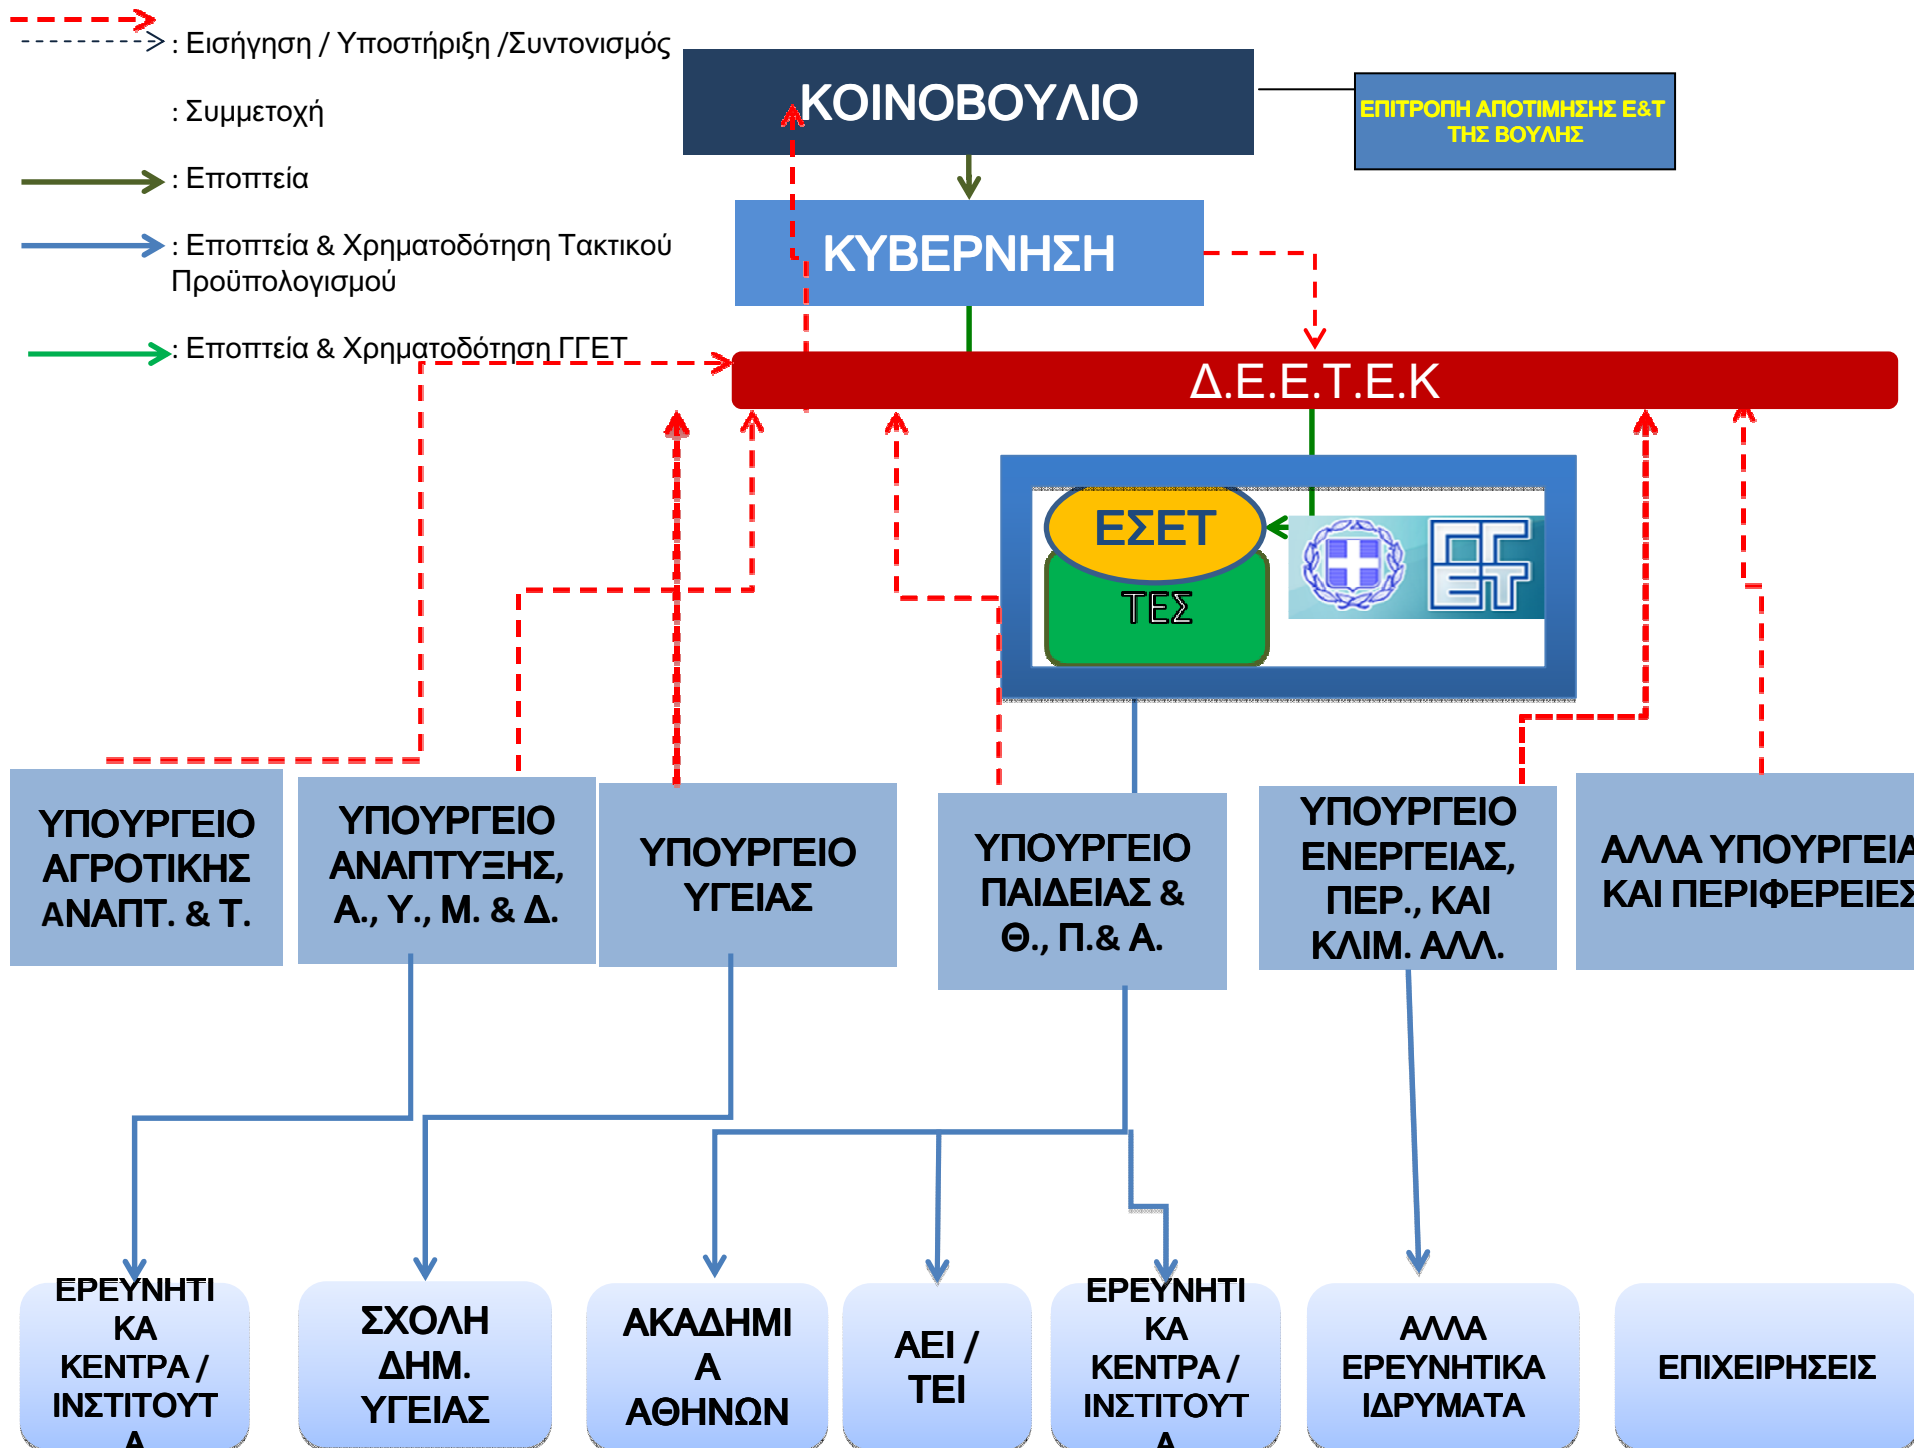 : Εισήγηση / Υποστήριξη /Συντονισμός
: Συμμετοχή
: Εποπτεία
: Εποπτεία & Χρηματοδότηση Τακτικού
Προϋπολογισμού
: Εποπτεία & Χρηματοδότηση ΓΓΕΤ
ΚΟΙΝΟΒΟΥΛΙΟ
ΕΠΙΤΡΟΠΗ ΑΠΟΤΙΜΗΣΗΣ Ε&Τ
ΤΗΣ ΒΟΥΛΗΣ
ΚΥΒΕΡΝΗΣΗ
Δ.Ε.Ε.Τ.Ε.Κ
ΕΣΕΤ
ΤΕΣ
ΓΓ
ΕΤ
ΥΠΟΥΡΓΕΙΟ
ΑΓΡΟΤΙΚΗΣ
ΑΝΑΠΤ. & Τ.
ΥΠΟΥΡΓΕΙΟ
ΑΝΑΠΤΥΞΗΣ,
Α., Υ., Μ. & Δ.
ΥΠΟΥΡΓΕΙΟ
ΥΓΕΙΑΣ
ΥΠΟΥΡΓΕΙΟ
ΠΑΙΔΕΙΑΣ &
Θ., Π.& Α.
ΥΠΟΥΡΓΕΙΟ
ΕΝΕΡΓΕΙΑΣ,
ΠΕΡ., ΚΑΙ
ΚΛΙΜ. ΑΛΛ.
ΑΛΛΑ ΥΠΟΥΡΓΕΙΑ
ΚΑΙ ΠΕΡΙΦΕΡΕΙΕΣ
ΕΡΕΥΝΗΤΙ
ΚΑ
ΚΕΝΤΡΑ /
ΙΝΣΤΙΤΟΥΤ
Α
ΣΧΟΛΗ
ΔΗΜ.
ΥΓΕΙΑΣ
ΑΚΑΔΗΜΙ
Α
ΑΘΗΝΩΝ
ΑΕΙ /
ΤΕΙ
ΕΡΕΥΝΗΤΙ
ΚΑ
ΚΕΝΤΡΑ /
ΙΝΣΤΙΤΟΥΤ
Α
ΑΛΛΑ
ΕΡΕΥΝΗΤΙΚΑ
ΙΔΡΥΜΑΤΑ
ΕΠΙΧΕΙΡΗΣΕΙΣ